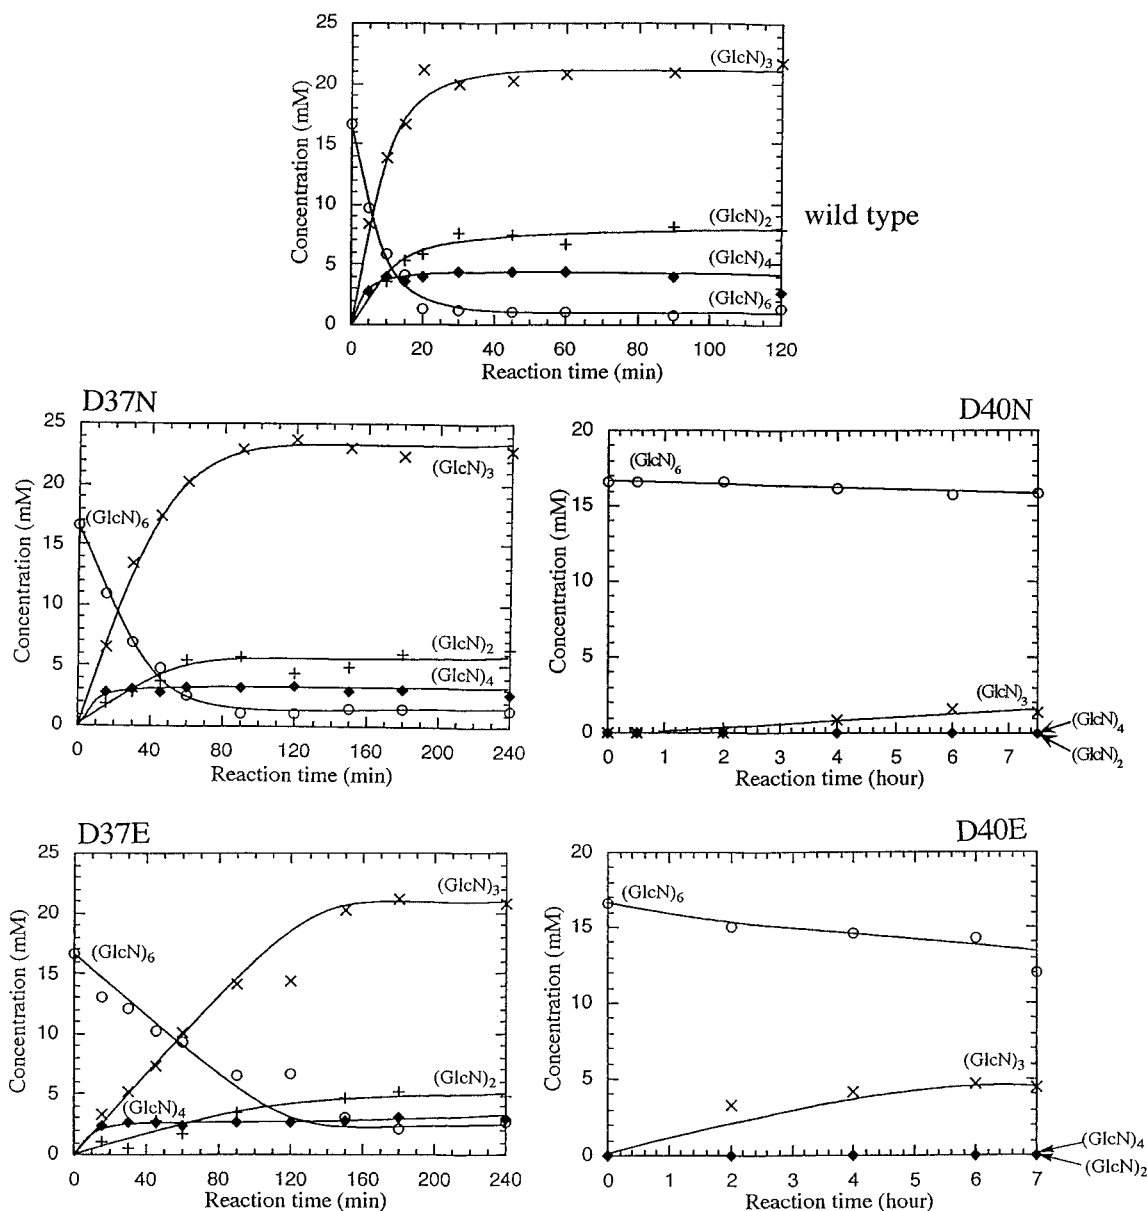 25
20
15
10
5
0
Concentration (mM)
(GlcN)₃
(GlcN)₂
(GlcN)₄
(GlcN)₆
0 20 40 60 80 100 120
Reaction time (min)
wild type
D37N
25
20
15
10
5
0
Concentration (mM)
(GlcN)₆
(GlcN)₃
(GlcN)₂
(GlcN)₄
0 40 80 120 160 200 240
Reaction time (min)
D40N
20
15
10
5
0
Concentration (mM)
(GlcN)₆
(GlcN)₃
(GlcN)₄
(GlcN)₂
0 1 2 3 4 5 6 7
Reaction time (hour)
D37E
25
20
15
10
5
0
Concentration (mM)
(GlcN)₆
(GlcN)₃
(GlcN)₂
(GlcN)₄
0 40 80 120 160 200 240
Reaction time (min)
D40E
20
15
10
5
0
Concentration (mM)
(GlcN)₆
(GlcN)₃
(GlcN)₄
(GlcN)₂
0 1 2 3 4 5 6 7
Reaction time (hour)